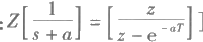 : Z[ 1/(s + a) ] = [ z/(z − e^{−aT}) ]